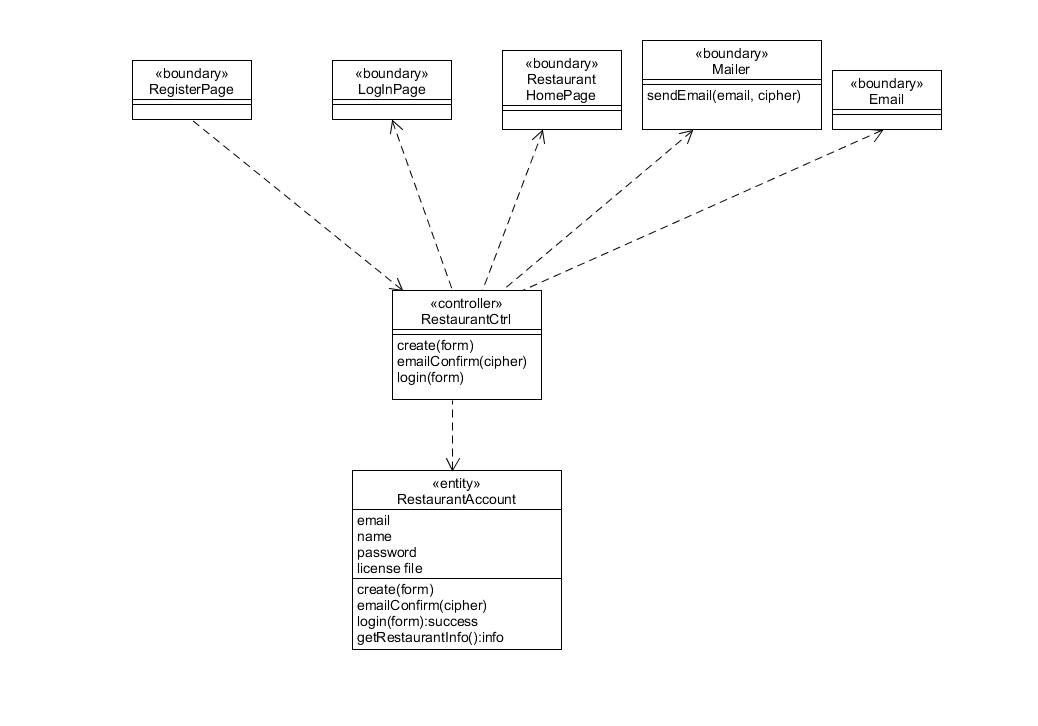 «boundary»
RegisterPage
«boundary»
LogInPage
«boundary»
Restaurant
HomePage
«boundary»
Mailer
sendEmail(email, cipher)
«boundary»
Email
«controller»
RestaurantCtrl
create(form)
emailConfirm(cipher)
login(form)
«entity»
RestaurantAccount
email
name
password
license file
create(form)
emailConfirm(cipher)
login(form):success
getRestaurantInfo():info